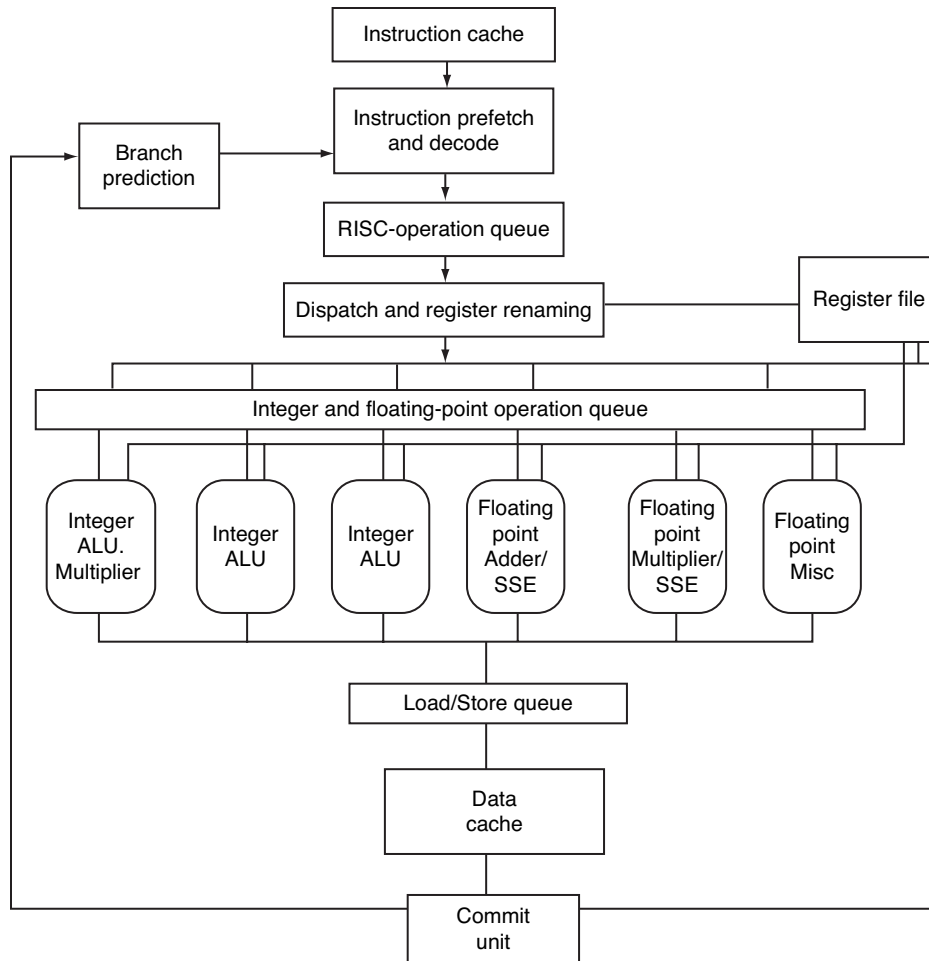 Instruction cache
Instruction prefetch
and decode
Branch
prediction
RISC-operation queue
Dispatch and register renaming
Register file
Integer and floating-point operation queue
Integer
ALU.
Multiplier
Integer
ALU
Integer
ALU
Floating
point
Adder/
SSE
Floating
point
Multiplier/
SSE
Floating
point
Misc
Load/Store queue
Data
cache
Commit
unit